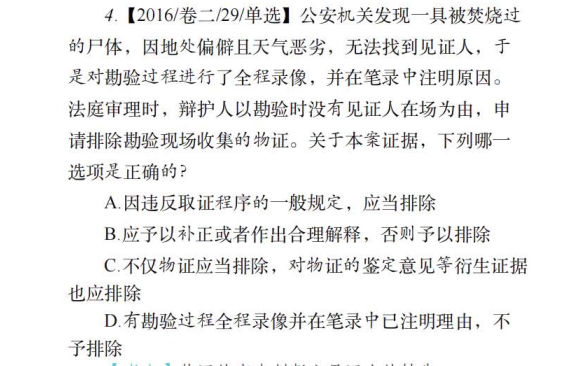 4.【2016/卷二/29/单选】公安机关发现一具被焚烧过
的尸体，因地处偏僻且天气恶劣，无法找到见证人，于
是对勘验过程进行了全程录像，并在笔录中注明原因。
法庭审理时，辩护人以勘验时没有见证人在场为由，申
请排除勘验现场收集的物证。关于本案证据，下列哪一
选项是正确的?
A.因违反取证程序的一般规定，应当排除
B.应予以补正或者作出合理解释，否则予以排除
C.不仅物证应当排除，对物证的鉴定意见等衍生证据
也应排除
D.有勘验过程全程录像并在笔录中已注明理由，不
予排除